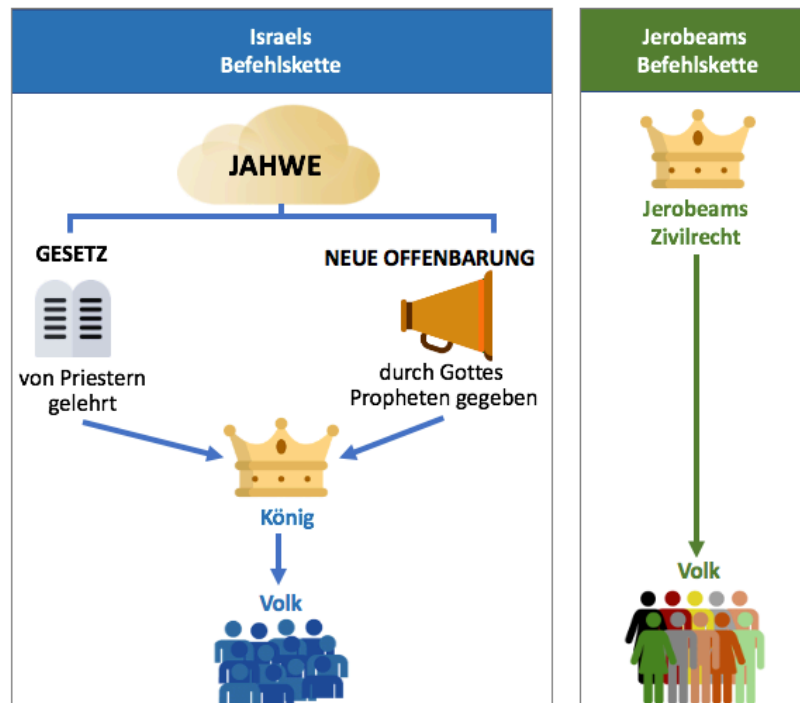 Israels
Befehlskette
JAHWE
GESETZ
von Priestern
gelehrt
NEUE OFFENBARUNG
durch Gottes
Propheten gegeben
König
Volk
Jerobeams
Befehlskette
Jerobeams
Zivilrecht
Volk